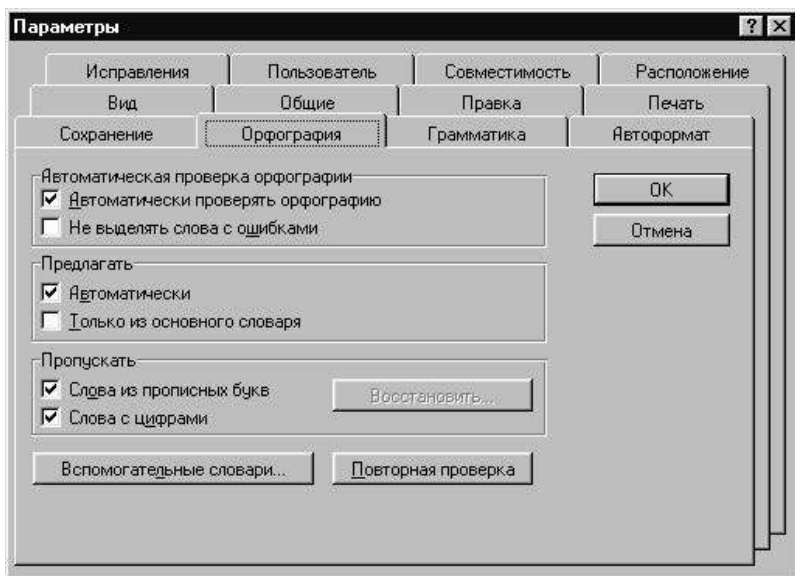 Параметры
Исправления Пользователь Совместимость Расположение
Вид Общие Правка Печать
Сохранение Орфография Грамматика Автоформат
Автоматическая проверка орфографии
Автоматически проверять орфографию
Не выделять слова с ошибками
OK
Отмена
Предлагать
Автоматически
Только из основного словаря
Пропускать
Слова из прописных букв
Слова с цифрами
Восстановить...
Вспомогательные словари... Повторная проверка